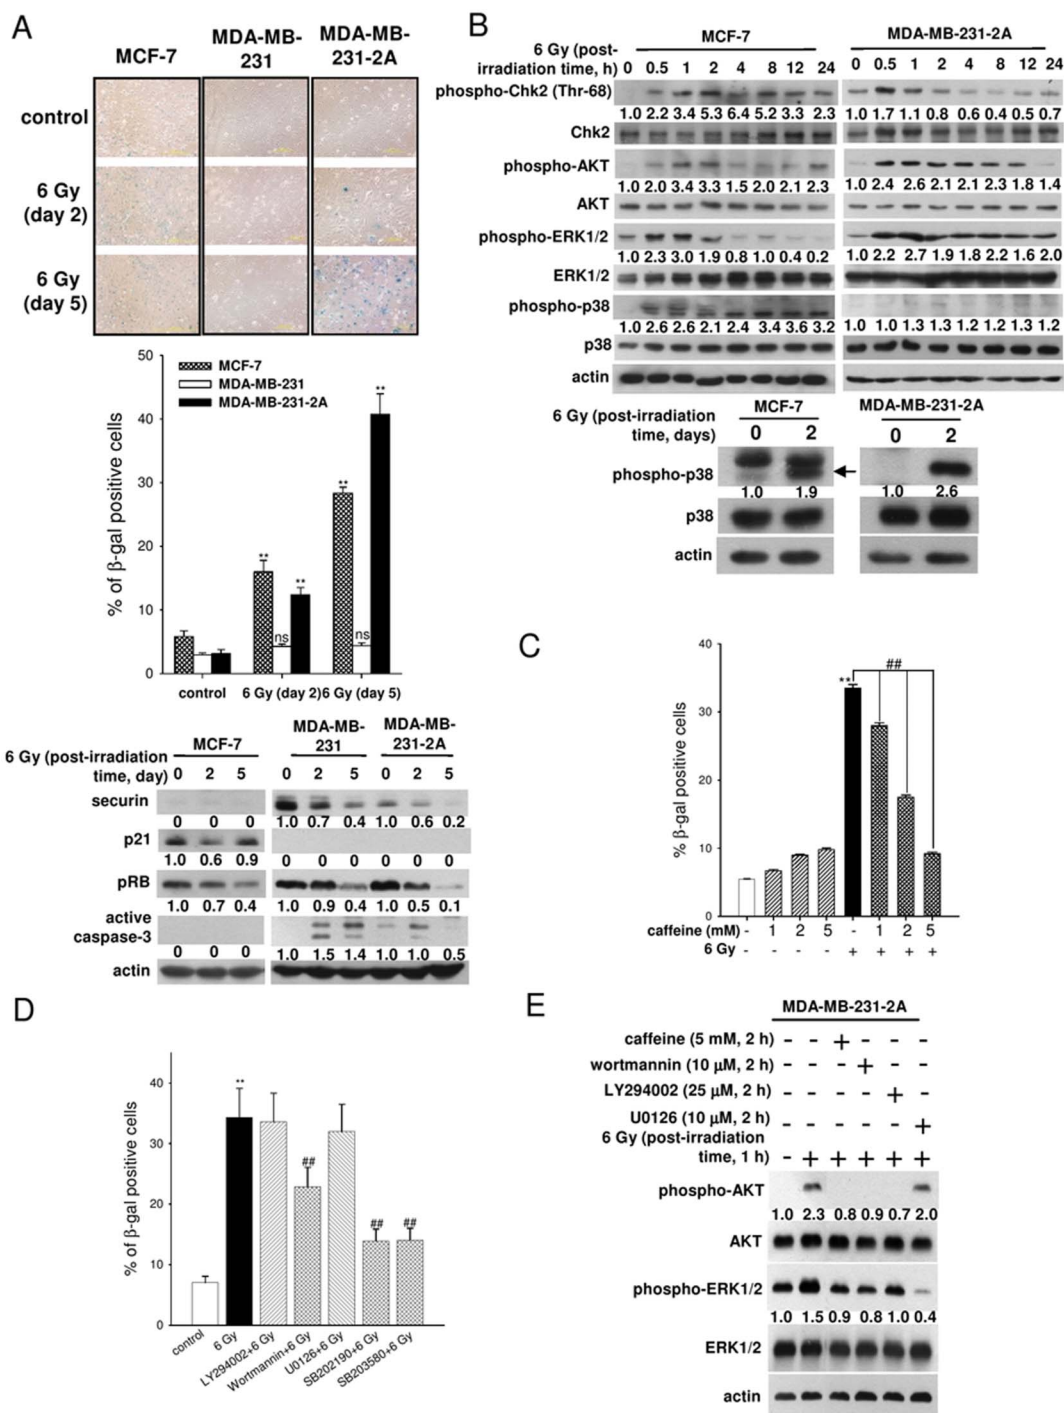 A
MCF-7
MDA-MB-
231
MDA-MB-
231-2A
control
6 Gy
(day 2)
6 Gy
(day 5)
50
40
30
20
10
0
% of β-gal positive cells
MCF-7
MDA-MB-231
MDA-MB-231-2A
** ** ** **
ns ns
control 6 Gy (day 2) 6 Gy (day 5)
MCF-7
MDA-MB-
231
MDA-MB-
231-2A
6 Gy (post-irradiation
time, day) 0 2 5 0 2 5 0 2 5
securin
0 0 0 1.0 0.7 0.4 1.0 0.6 0.2
p21
1.0 0.6 0.9 0 0 0 0 0 0
pRB
1.0 0.7 0.4 1.0 0.9 0.4 1.0 0.5 0.1
active
caspase-3
0 0 0 1.0 1.5 1.4 1.0 1.0 0.5
actin
B
MCF-7 MDA-MB-231-2A
6 Gy (post-
irradiation time, h) 0 0.5 1 2 4 8 12 24 0 0.5 1 2 4 8 12 24
phospho-Chk2 (Thr-68)
1.0 2.2 3.4 5.3 6.4 5.2 3.3 2.3 1.0 1.7 1.1 0.8 0.6 0.4 0.5 0.7
Chk2
phospho-AKT
1.0 2.0 3.4 3.3 1.5 2.0 2.1 2.3 1.0 2.4 2.6 2.1 2.1 2.3 1.8 1.4
AKT
phospho-ERK1/2
1.0 2.3 3.0 1.9 0.8 1.0 0.4 0.2 1.0 2.2 2.7 1.9 1.8 2.2 1.6 2.0
ERK1/2
phospho-p38
1.0 2.6 2.6 2.1 2.4 3.4 3.6 3.2 1.0 1.0 1.3 1.3 1.2 1.2 1.3 1.2
p38
actin
6 Gy (post-irradiation
time, days)
MCF-7 MDA-MB-231-2A
0 2 0 2
phospho-p38
1.0 1.9 1.0 2.6
p38
actin
C
40
30
20
10
0
% β-gal positive cells
** ##
caffeine (mM) - 1 2 5 - 1 2 5
6 Gy - - - - + + + +
D
40
30
20
10
0
% of β-gal positive cells
** ## ## ##
control
6 Gy
LY294002+6 Gy
Wortmannin+6 Gy
U0126+6 Gy
SB202190+6 Gy
SB203580+6 Gy
E
MDA-MB-231-2A
caffeine (5 mM, 2 h) - - + - - -
wortmannin (10 μM, 2 h) - - - + - -
LY294002 (25 μM, 2 h) - - - - + -
U0126 (10 μM, 2 h) - - - - - +
6 Gy (post-irradiation
time, 1 h) - + + + + +
phospho-AKT
1.0 2.3 0.8 0.9 0.7 2.0
AKT
phospho-ERK1/2
1.0 1.5 0.9 0.8 1.0 0.4
ERK1/2
actin